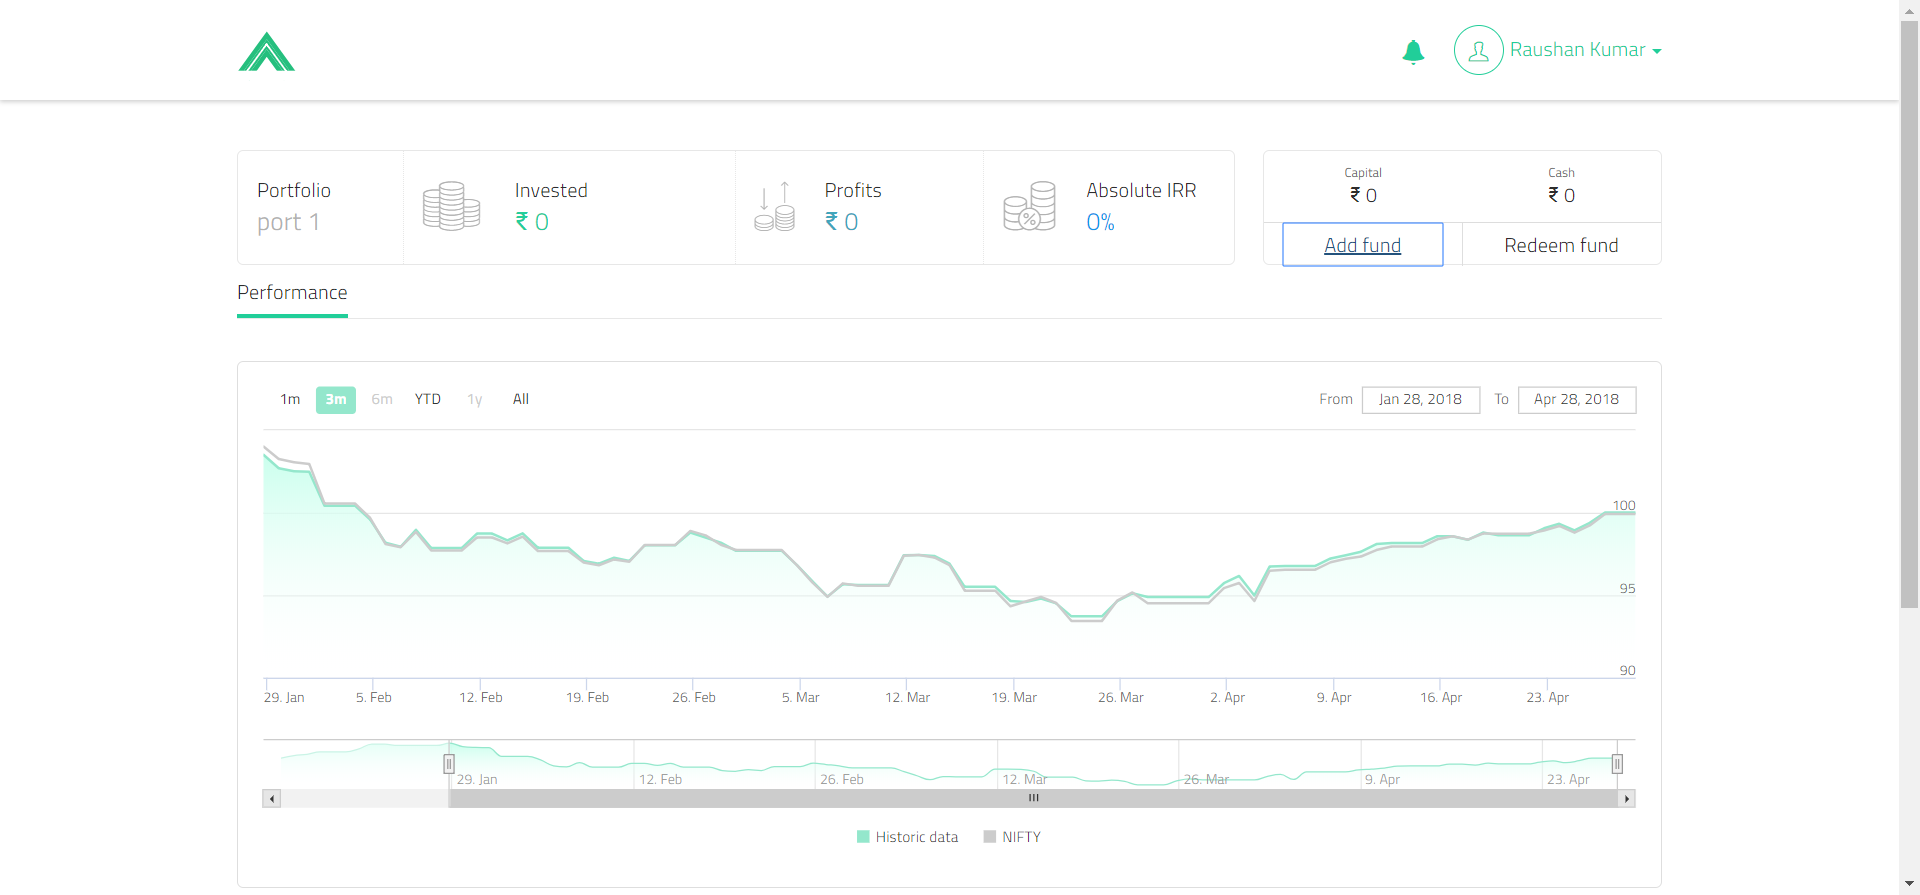 Raushan Kumar
Portfolio
port 1
Invested
₹ 0
Profits
₹ 0
Absolute IRR
0%
Capital
₹ 0
Cash
₹ 0
Add fund
Redeem fund
Performance
1m 3m 6m YTD 1y All
From Jan 28, 2018 To Apr 28, 2018
100
95
90
29. Jan 5. Feb 12. Feb 19. Feb 26. Feb 5. Mar 12. Mar 19. Mar 26. Mar 2. Apr 9. Apr 16. Apr 23. Apr
29. Jan 12. Feb 26. Feb 12. Mar 26. Mar 9. Apr 23. Apr
Historic data NIFTY